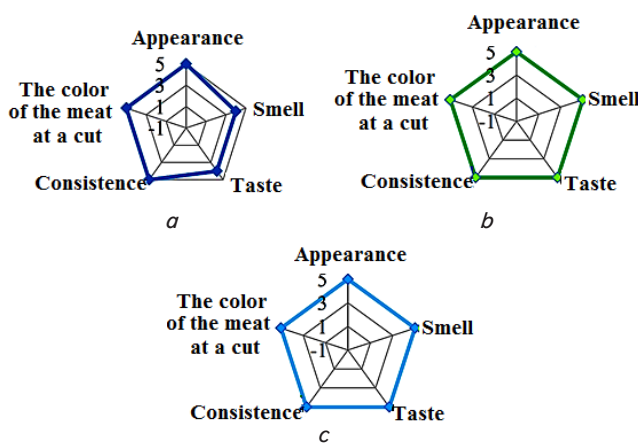 Appearance
5
3
1
-1
The color
of the meat
at a cut
Smell
Consistence
Taste
a
Appearance
5
3
1
-1
The color
of the meat
at a cut
Smell
Consistence
Taste
b
Appearance
5
3
1
-1
The color
of the meat
at a cut
Smell
Consistence
Taste
c